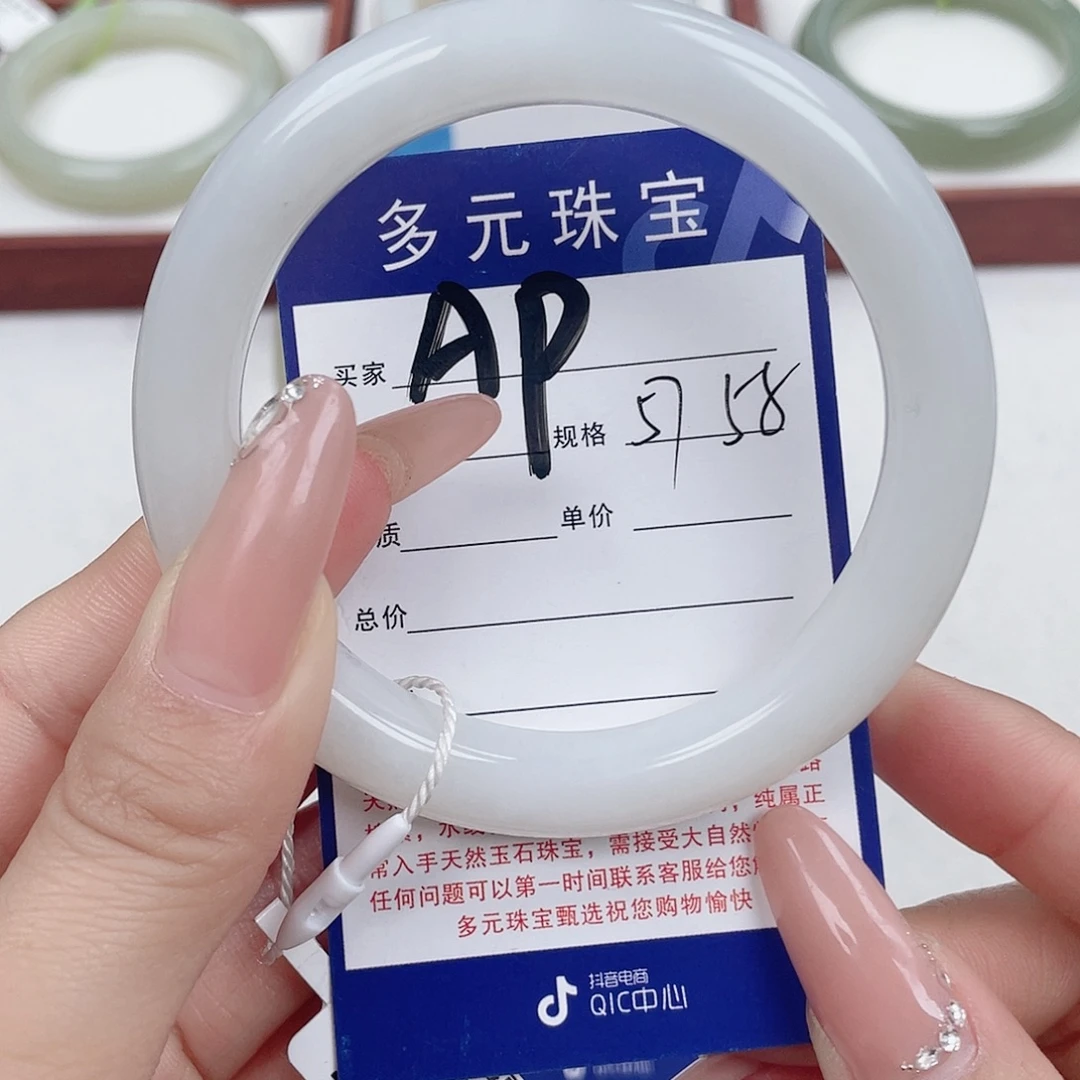 多元珠宝
买家 AP
规格 57 58
质
单价
总价
，纯属正
常入手天然玉石珠宝，需接受大自然
任何问题可以第一时间联系客服给您
多元珠宝甄选祝您购物愉快
抖音电商
QIC中心